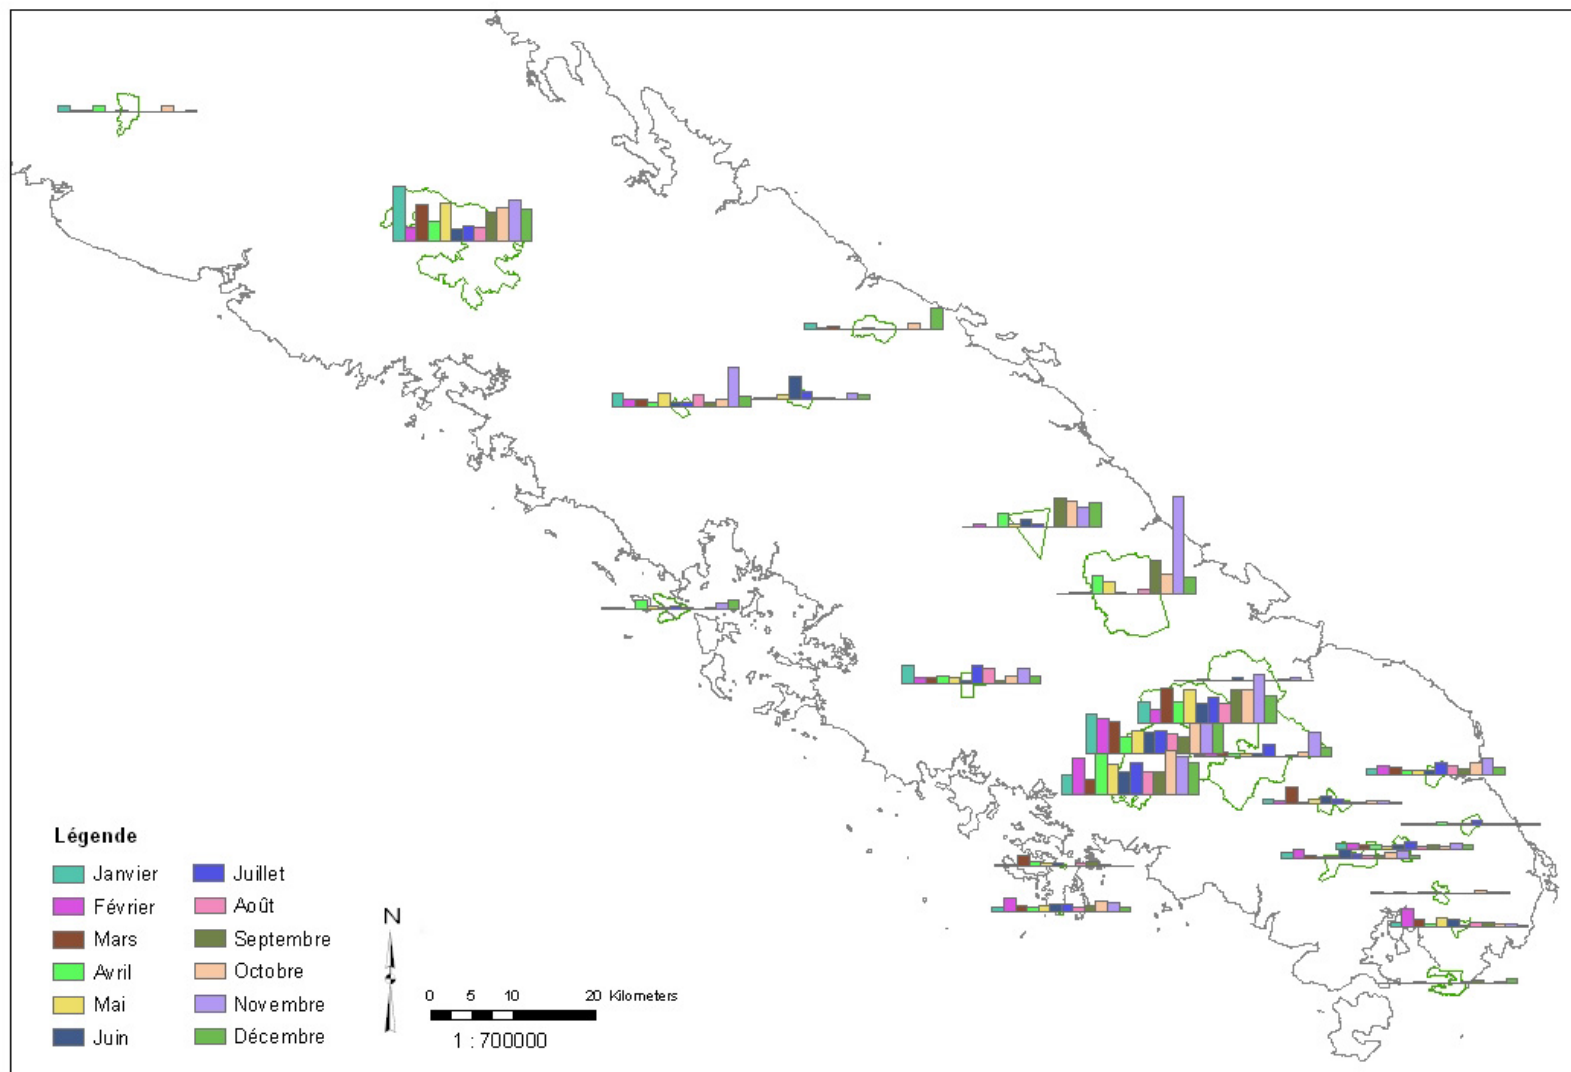 Légende
Janvier
Février
Mars
Avril
Mai
Juin
Juillet
Août
Septembre
Octobre
Novembre
Décembre
N
0 5 10 20 Kilometers
1 : 700000